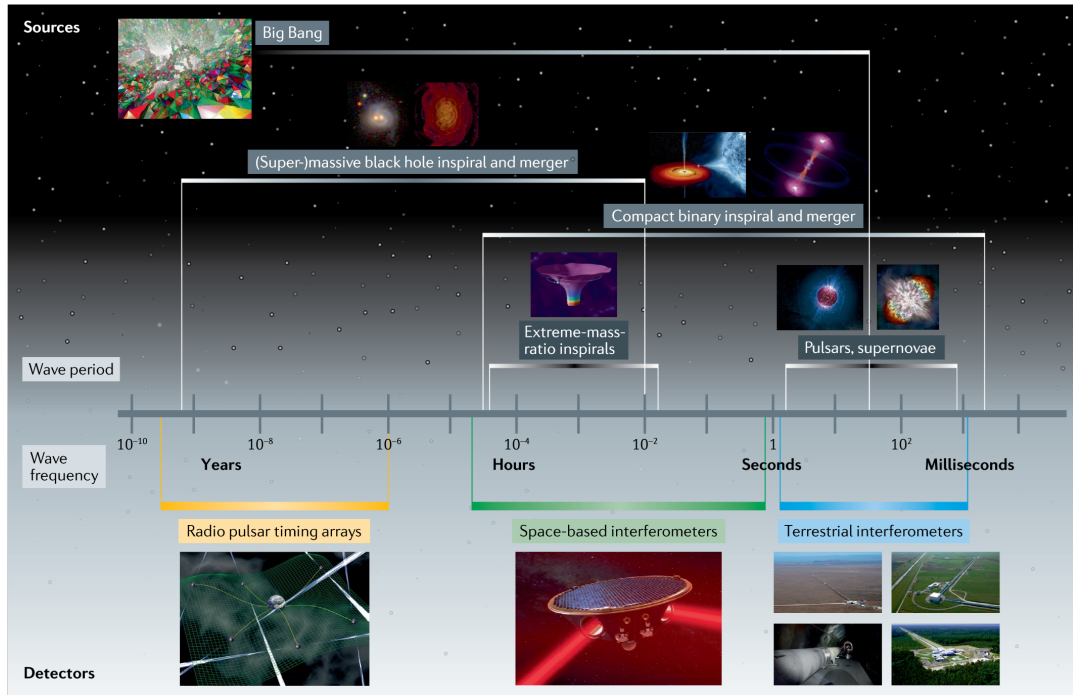 Sources
Big Bang
(Super-)massive black hole inspiral and merger
Compact binary inspiral and merger
Extreme-mass-
ratio inspirals
Pulsars, supernovae
Wave period
10⁻¹⁰ 10⁻⁸ 10⁻⁶ 10⁻⁴ 10⁻² 1 10²
Wave
frequency
Years Hours Seconds Milliseconds
Radio pulsar timing arrays
Space-based interferometers
Terrestrial interferometers
Detectors